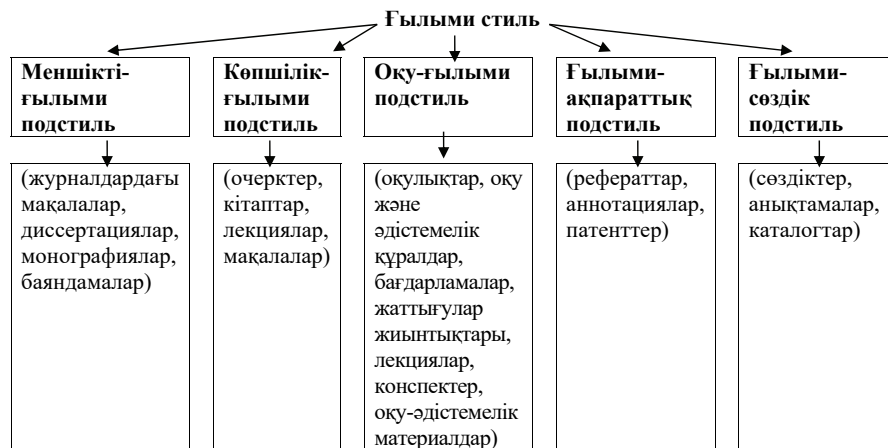 Ғылыми стиль
Меншікті-
ғылыми
подстиль
Көпшілік-
ғылыми
подстиль
Оқу-ғылыми
подстиль
Ғылыми-
ақпараттық
подстиль
Ғылыми-
сөздік
подстиль
(журналдардағы
мақалалар,
диссертациялар,
монографиялар,
баяндамалар)
(очерктер,
кітаптар,
лекциялар,
мақалалар)
(оқулықтар, оқу
және
әдістемелік
құралдар,
бағдарламалар,
жаттығулар
жиынтықтары,
лекциялар,
конспектер,
оқу-әдістемелік
материалдар)
(рефераттар,
аннотациялар,
патенттер)
(сөздіктер,
анықтамалар,
каталогтар)